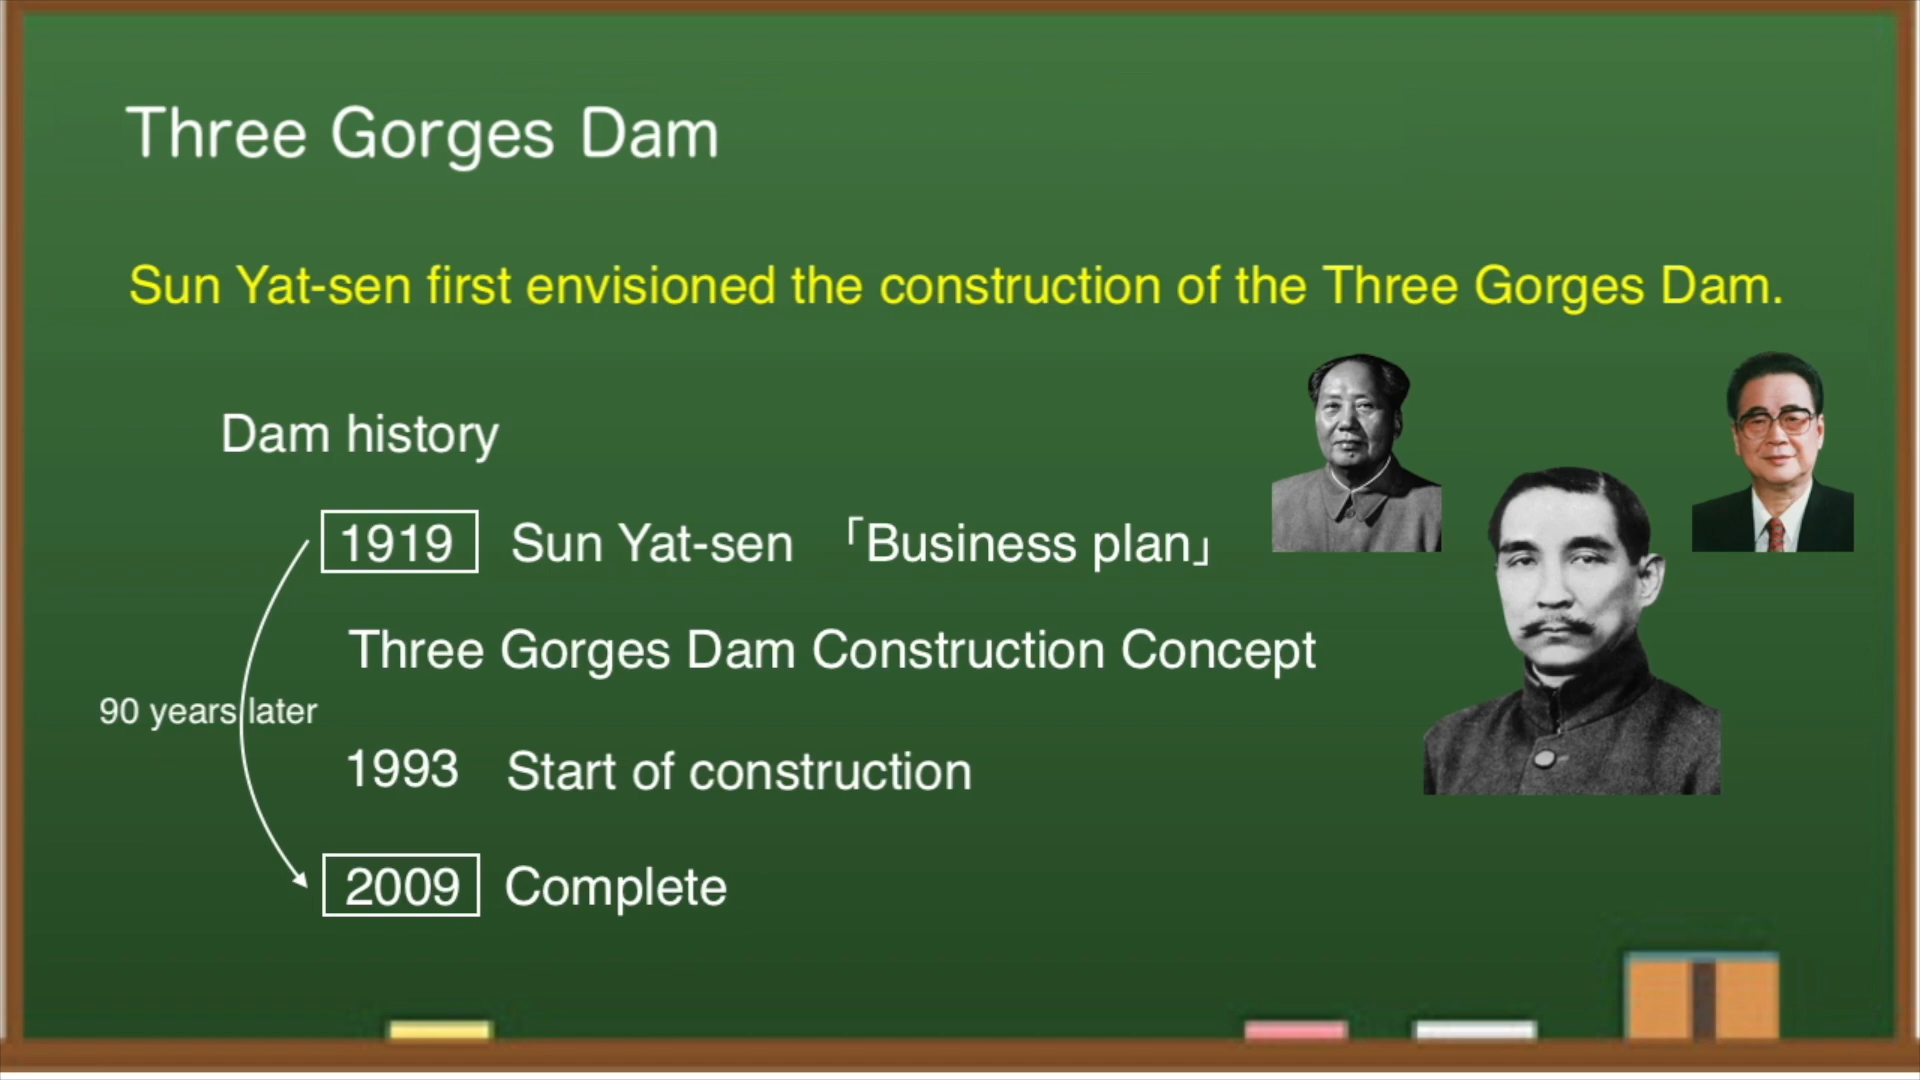 Three Gorges Dam
Sun Yat-sen first envisioned the construction of the Three Gorges Dam.
Dam history
1919 Sun Yat-sen 「Business plan」
Three Gorges Dam Construction Concept
90 years later
1993 Start of construction
2009 Complete